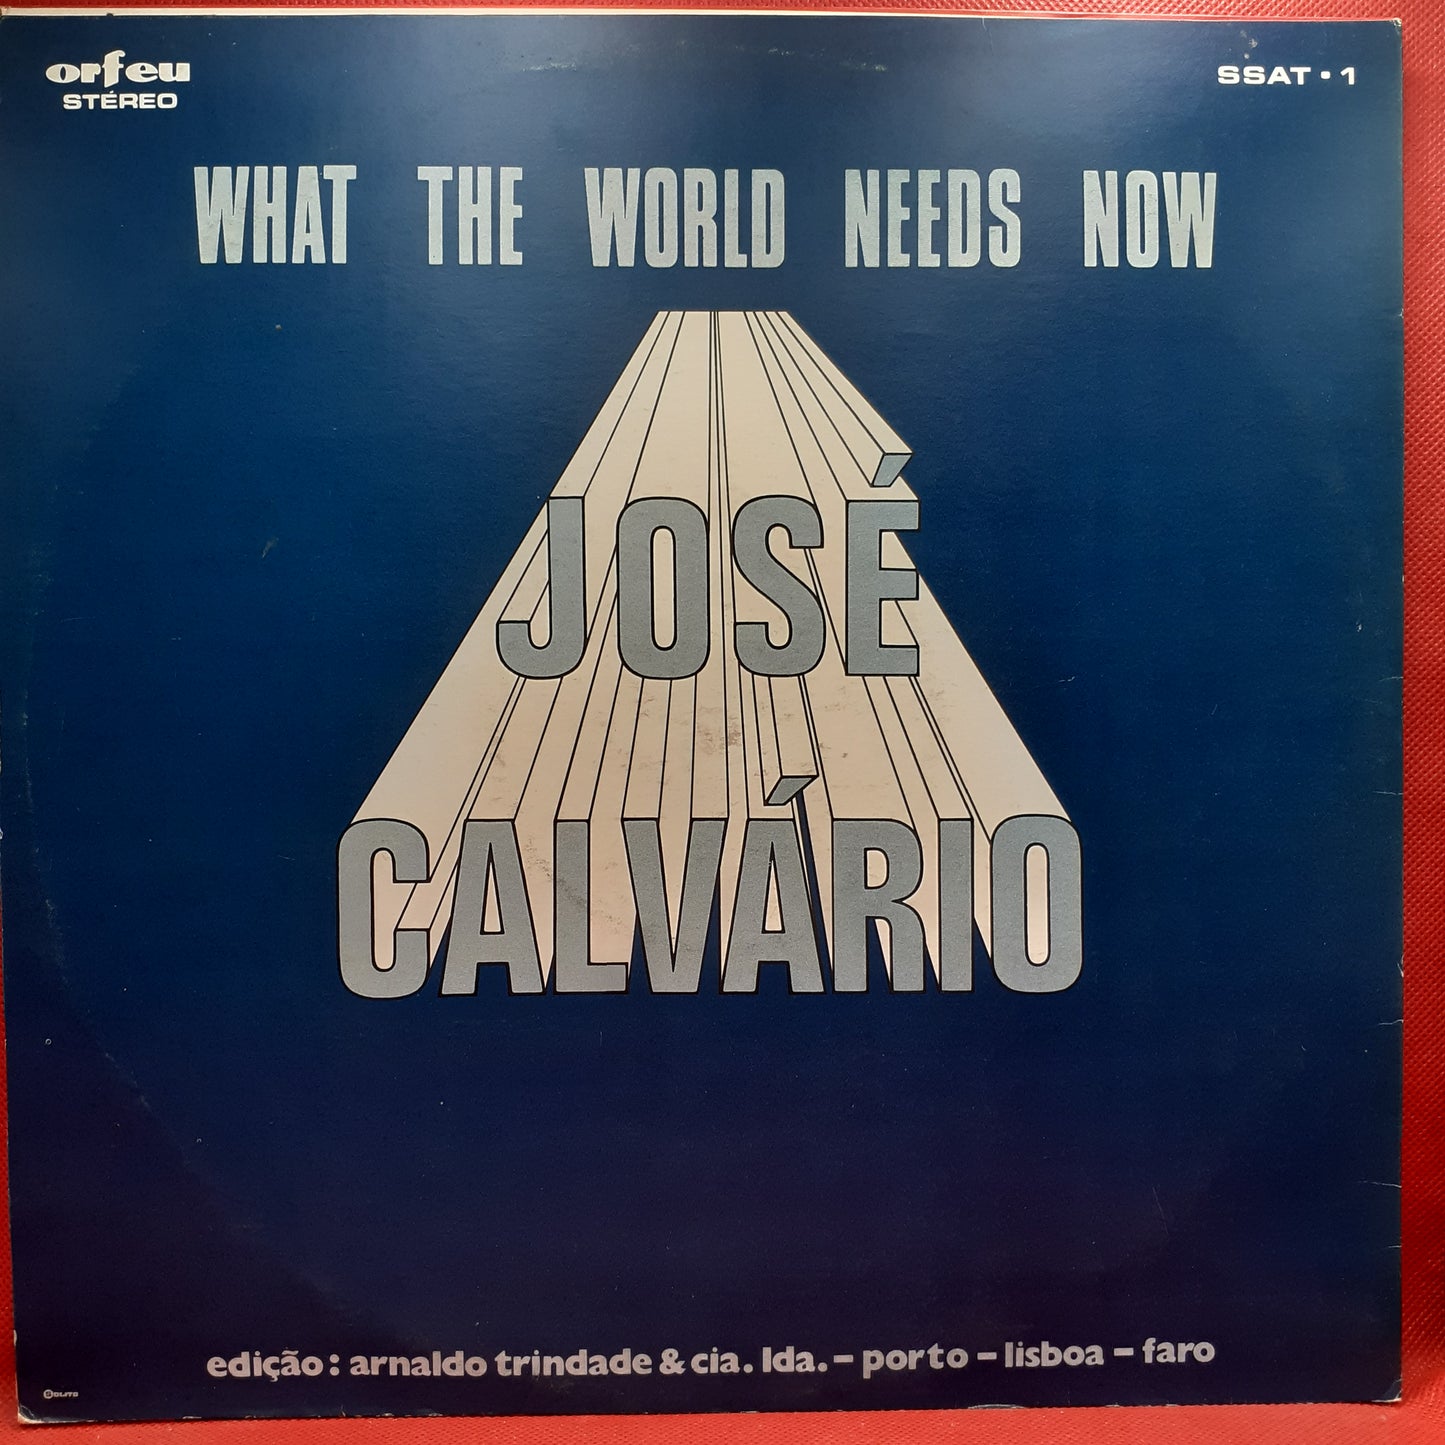 orfeu
STÉREO
SSAT • 1
WHAT THE WORLD NEEDS NOW
JOSÉ
CALVÁRIO
edição : arnaldo trindade & cia. lda. – porto – lisboa – faro